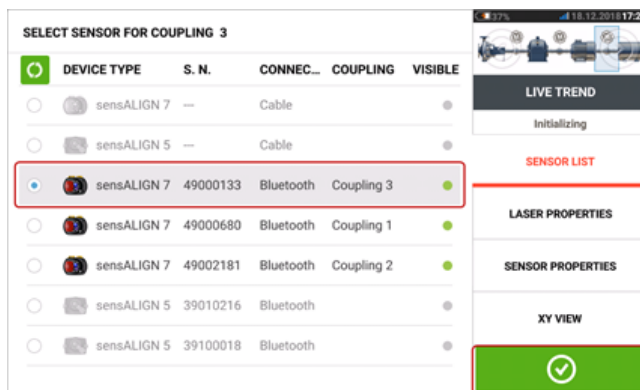 SELECT SENSOR FOR COUPLING 3
DEVICE TYPE S. N. CONNEC... COUPLING VISIBLE
sensALIGN 7 — Cable
sensALIGN 5 — Cable
sensALIGN 7 49000133 Bluetooth Coupling 3
sensALIGN 7 49000680 Bluetooth Coupling 1
sensALIGN 7 49002181 Bluetooth Coupling 2
sensALIGN 5 39010216 Bluetooth
sensALIGN 5 39100018 Bluetooth
37% 18.12.2018 17:2
LIVE TREND
Initializing
SENSOR LIST
LASER PROPERTIES
SENSOR PROPERTIES
XY VIEW